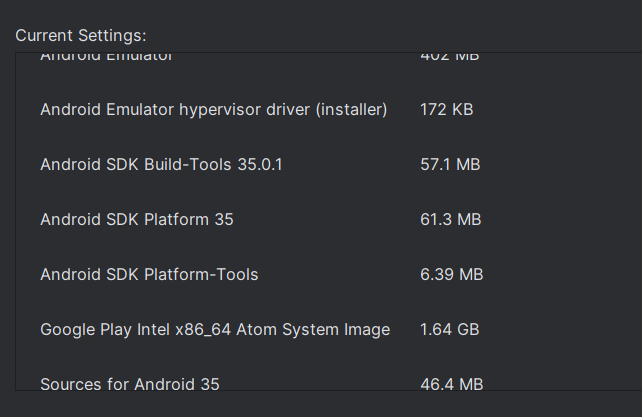 Current Settings:
Android Emulator 402 MB
Android Emulator hypervisor driver (installer) 172 KB
Android SDK Build-Tools 35.0.1 57.1 MB
Android SDK Platform 35 61.3 MB
Android SDK Platform-Tools 6.39 MB
Google Play Intel x86_64 Atom System Image 1.64 GB
Sources for Android 35 46.4 MB